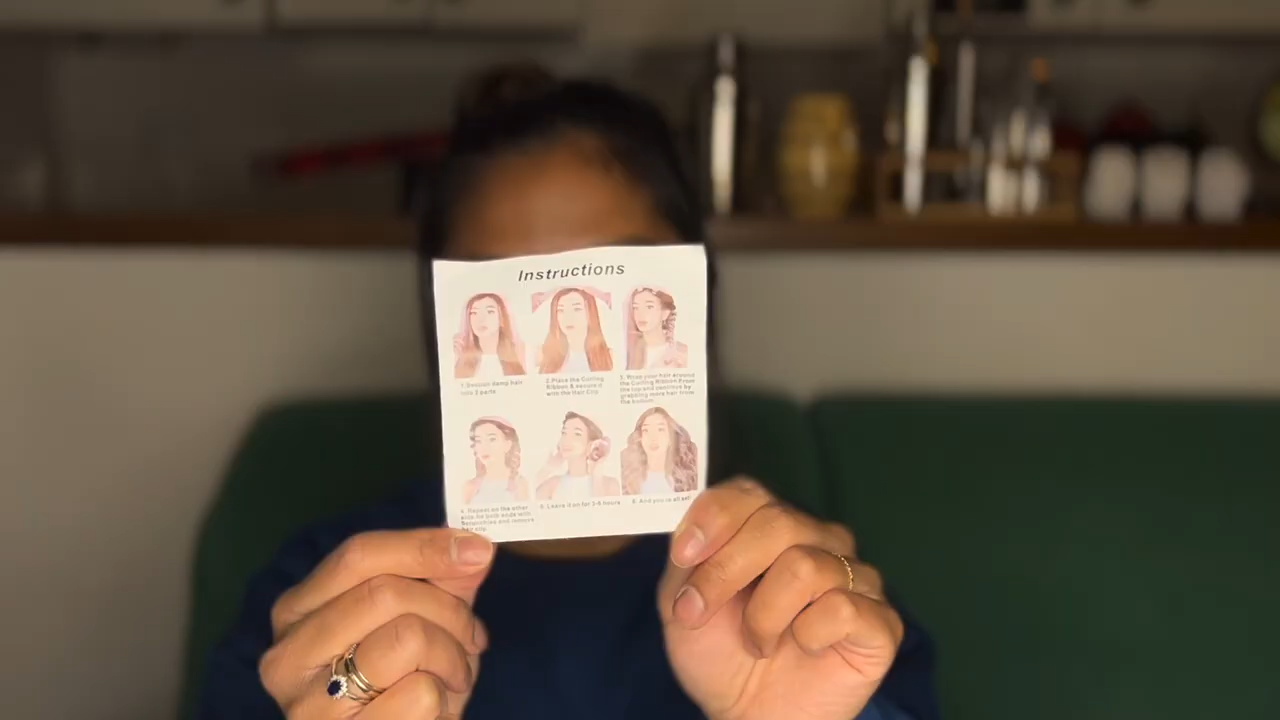 Instructions
1. Section damp hair
into 2 parts
2. Place the Curling
Ribbon & secure it
with the Hair Clip
3. Wrap your hair around
the Curling Ribbon From
the top and continue by
grabbing more hair from
the bottom
4. Repeat on the other
side tie both ends with
Scrunchies and remove
hair clip
5. Leave it on for
hours
6. And you're all set